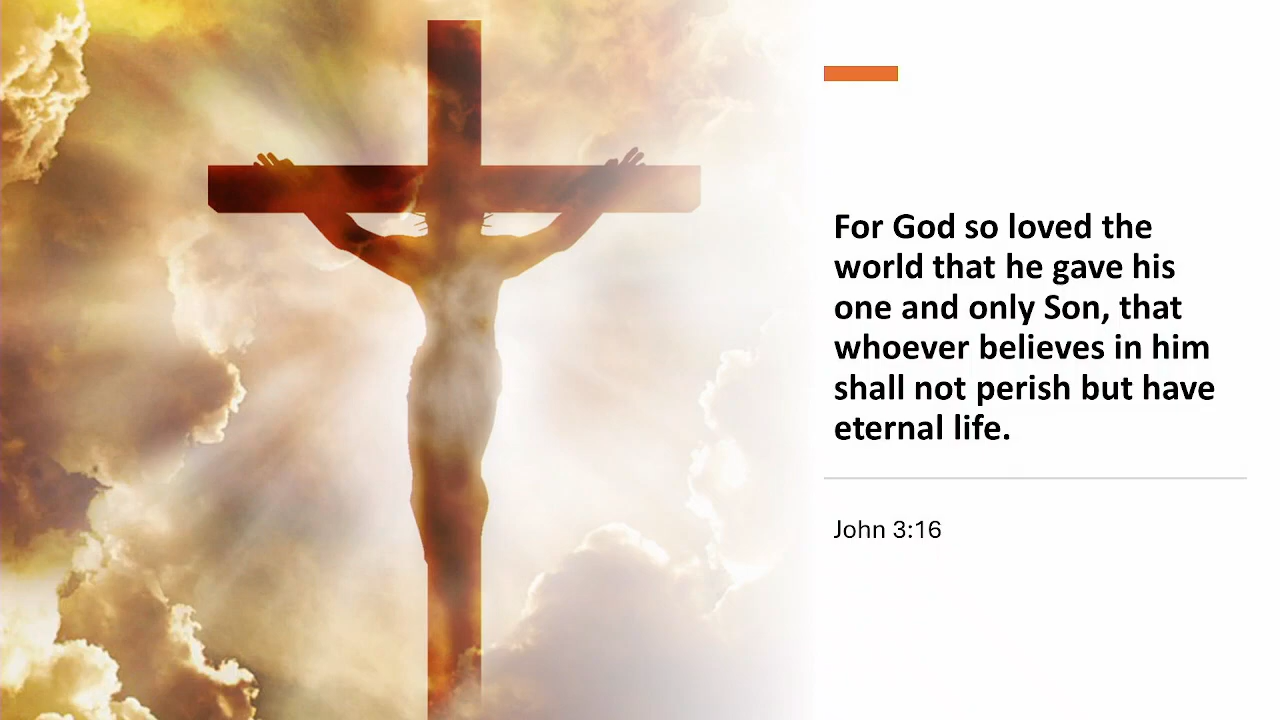 For God so loved the
world that he gave his
one and only Son, that
whoever believes in him
shall not perish but have
eternal life.
John 3:16